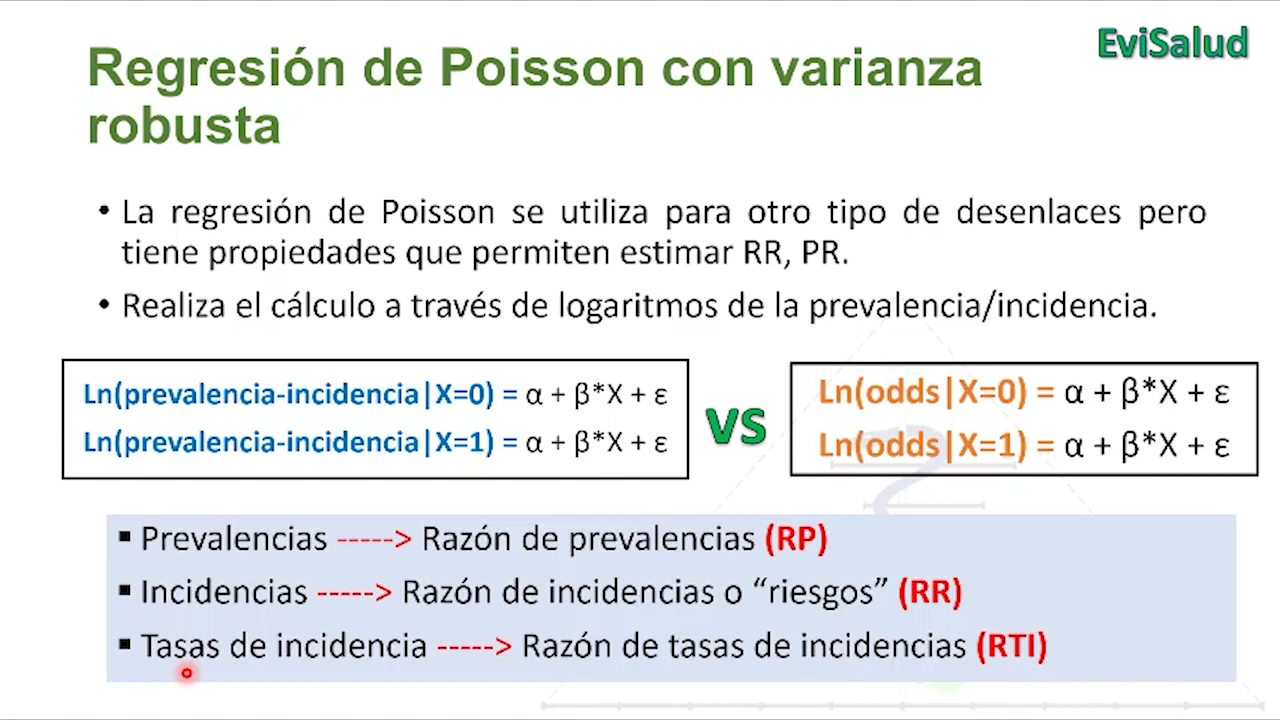 EviSalud
Regresión de Poisson con varianza
robusta
• La regresión de Poisson se utiliza para otro tipo de desenlaces pero
tiene propiedades que permiten estimar RR, PR.
• Realiza el cálculo a través de logaritmos de la prevalencia/incidencia.
Ln(prevalencia-incidencia|X=0) = α + β*X + ε
Ln(prevalencia-incidencia|X=1) = α + β*X + ε
VS
Ln(odds|X=0) = α + β*X + ε
Ln(odds|X=1) = α + β*X + ε
▪ Prevalencias -----> Razón de prevalencias (RP)
▪ Incidencias -----> Razón de incidencias o “riesgos” (RR)
▪ Tasas de incidencia -----> Razón de tasas de incidencias (RTI)